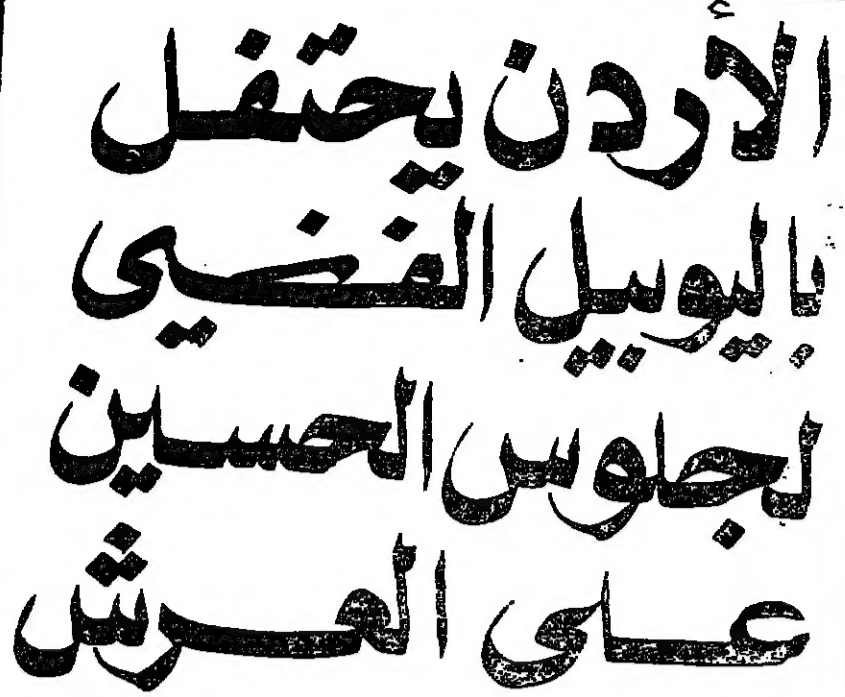 الأردن يحتفل
باليوبيل الفضي
لجلوس الحسين
على العرش